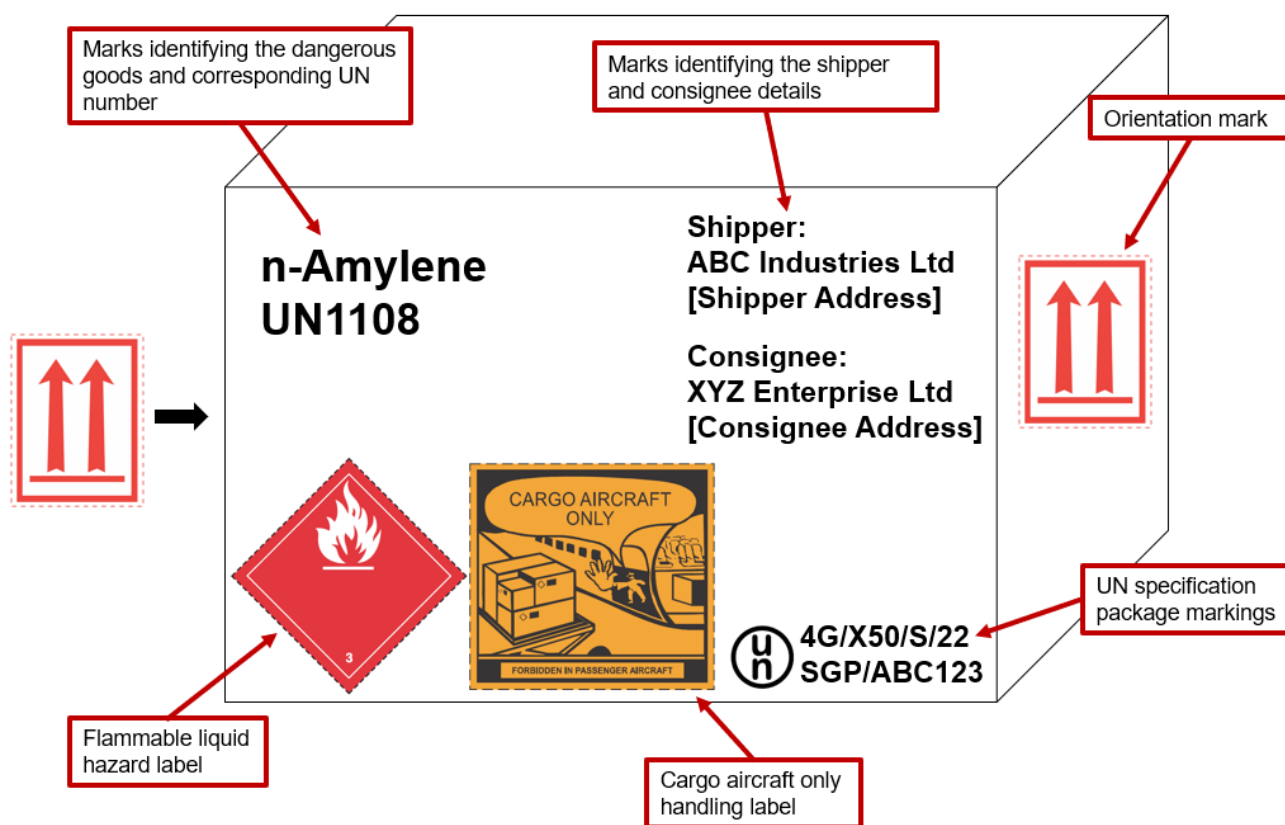 Marks identifying the dangerous
goods and corresponding UN
number
Marks identifying the shipper
and consignee details
Orientation mark
n-Amylene
UN1108
Shipper:
ABC Industries Ltd
[Shipper Address]
Consignee:
XYZ Enterprise Ltd
[Consignee Address]
CARGO AIRCRAFT
ONLY
FORBIDDEN IN PASSENGER AIRCRAFT
3
un
4G/X50/S/22
SGP/ABC123
UN specification
package markings
Flammable liquid
hazard label
Cargo aircraft only
handling label